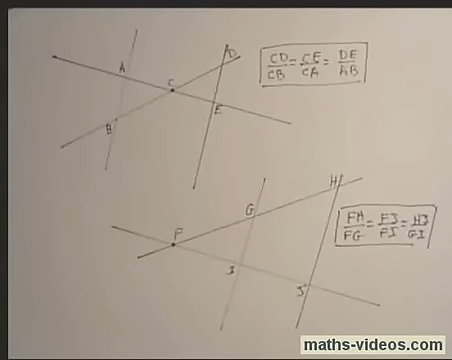 A
D
C
B
E
CD/CB = CE/CA = DE/AB
H
G
F
I
J
FH/FG = FJ/FI = HJ/GI
maths-videos.com